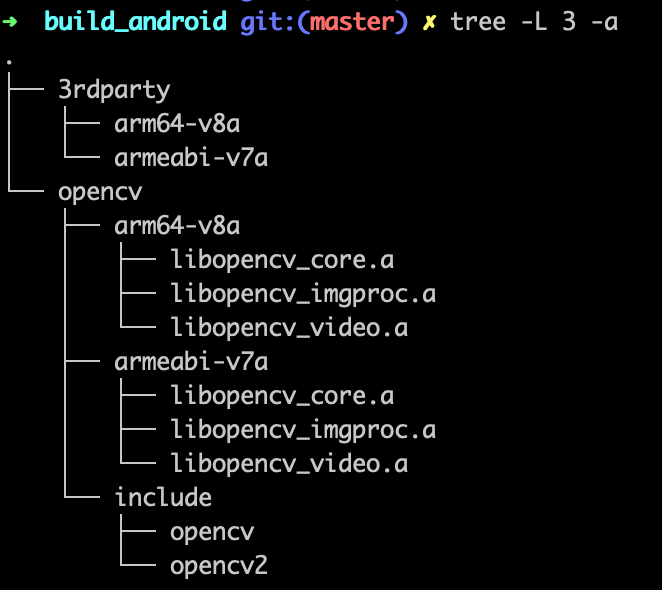 ➜  build_android git:(master) ✗ tree -L 3 -a
.
├── 3rdparty
│   ├── arm64-v8a
│   └── armeabi-v7a
└── opencv
    ├── arm64-v8a
    │   ├── libopencv_core.a
    │   ├── libopencv_imgproc.a
    │   └── libopencv_video.a
    ├── armeabi-v7a
    │   ├── libopencv_core.a
    │   ├── libopencv_imgproc.a
    │   └── libopencv_video.a
    └── include
        ├── opencv
        └── opencv2